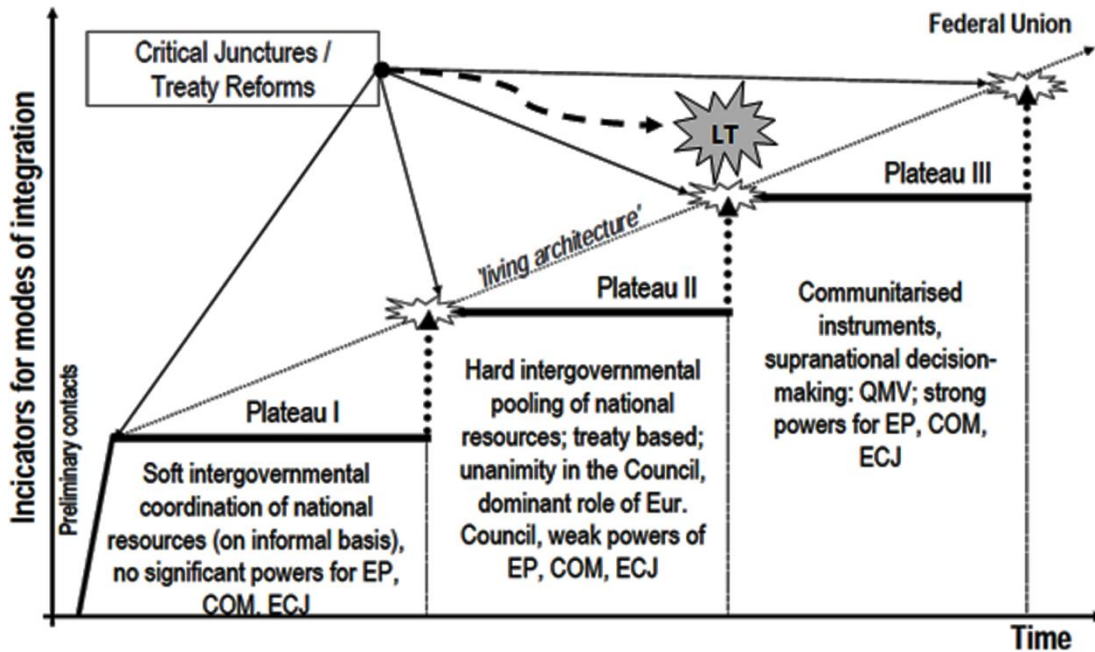 Federal Union
Critical Junctures /
Treaty Reforms
LT
Plateau III
'living architecture'
Plateau II
Communitarised
instruments,
supranational decision-
making: QMV; strong
powers for EP, COM,
ECJ
Hard intergovernmental
pooling of national
resources; treaty based;
unanimity in the Council,
dominant role of Eur.
Council, weak powers of
EP, COM, ECJ
Plateau I
Soft intergovernmental
coordination of national
resources (on informal basis),
no significant powers for EP,
COM, ECJ
Preliminary contacts
Incicators for modes of integration
Time